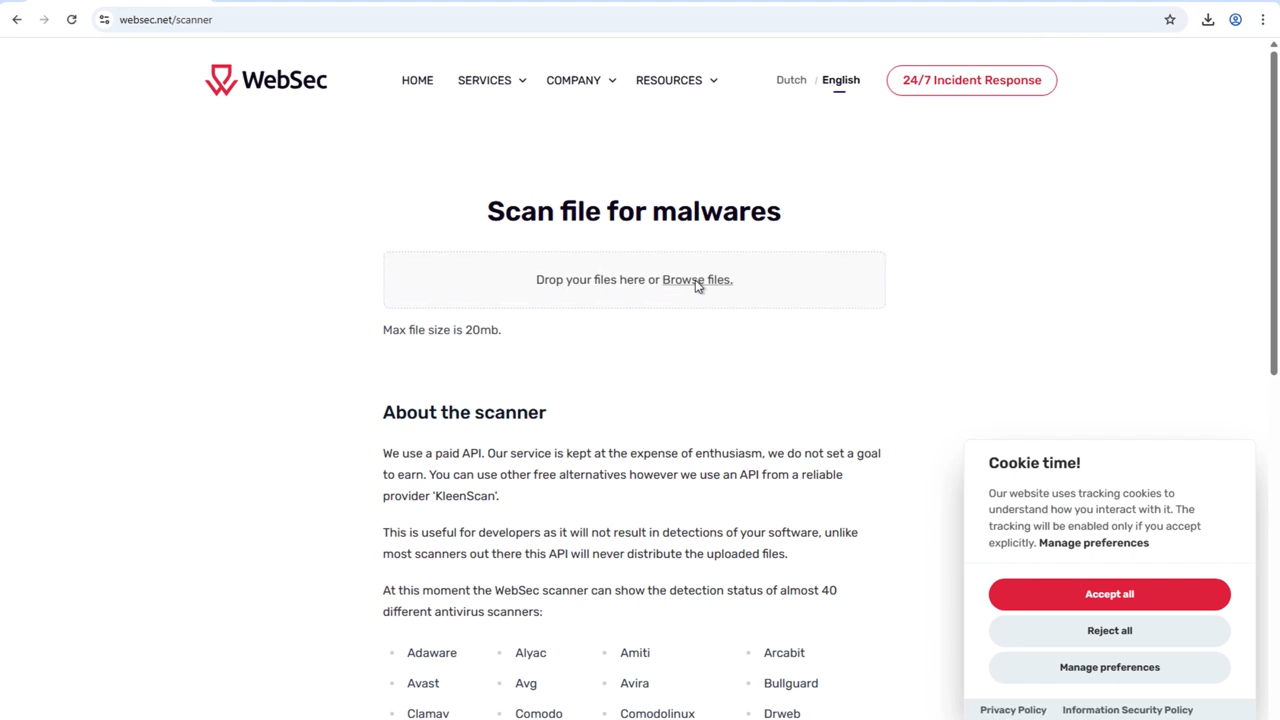 websec.net/scanner
WebSec
HOME
SERVICES
COMPANY
RESOURCES
Dutch / English
24/7 Incident Response
Scan file for malwares
Drop your files here or Browse files.
Max file size is 20mb.
About the scanner
We use a paid API. Our service is kept at the expense of enthusiasm, we do not set a goal
to earn. You can use other free alternatives however we use an API from a reliable
provider 'KleenScan'.
This is useful for developers as it will not result in detections of your software, unlike
most scanners out there this API will never distribute the uploaded files.
At this moment the WebSec scanner can show the detection status of almost 40
different antivirus scanners:
Adaware
Alyac
Amiti
Arcabit
Avast
Avg
Avira
Bullguard
Clamav
Comodo
Comodolinux
Drweb
Cookie time!
Our website uses tracking cookies to
understand how you interact with it. The
tracking will be enabled only if you accept
explicitly. Manage preferences
Accept all
Reject all
Manage preferences
Privacy Policy
Information Security Policy